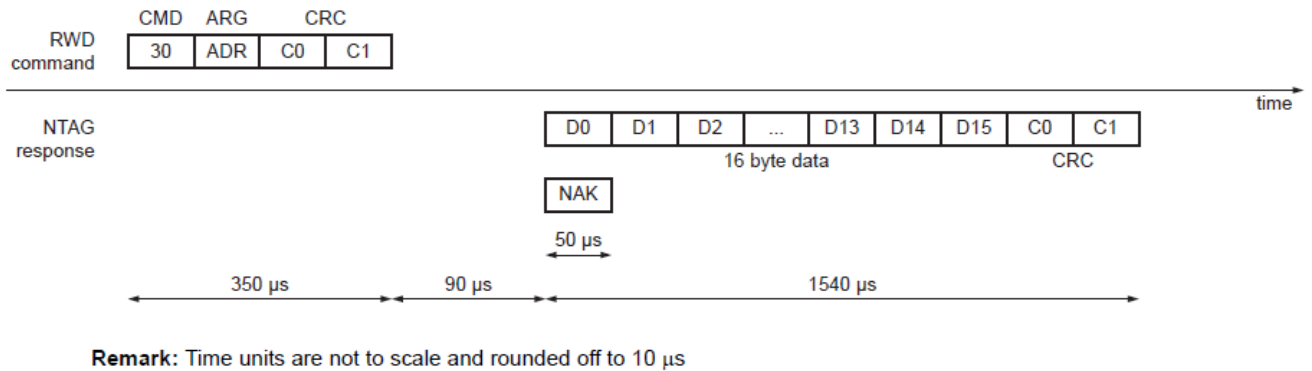 CMD ARG CRC
RWD command
30 ADR C0 C1
time
NTAG response
D0 D1 D2 ... D13 D14 D15 C0 C1
16 byte data CRC
NAK
50 μs
350 μs 90 μs 1540 μs
Remark: Time units are not to scale and rounded off to 10 μs